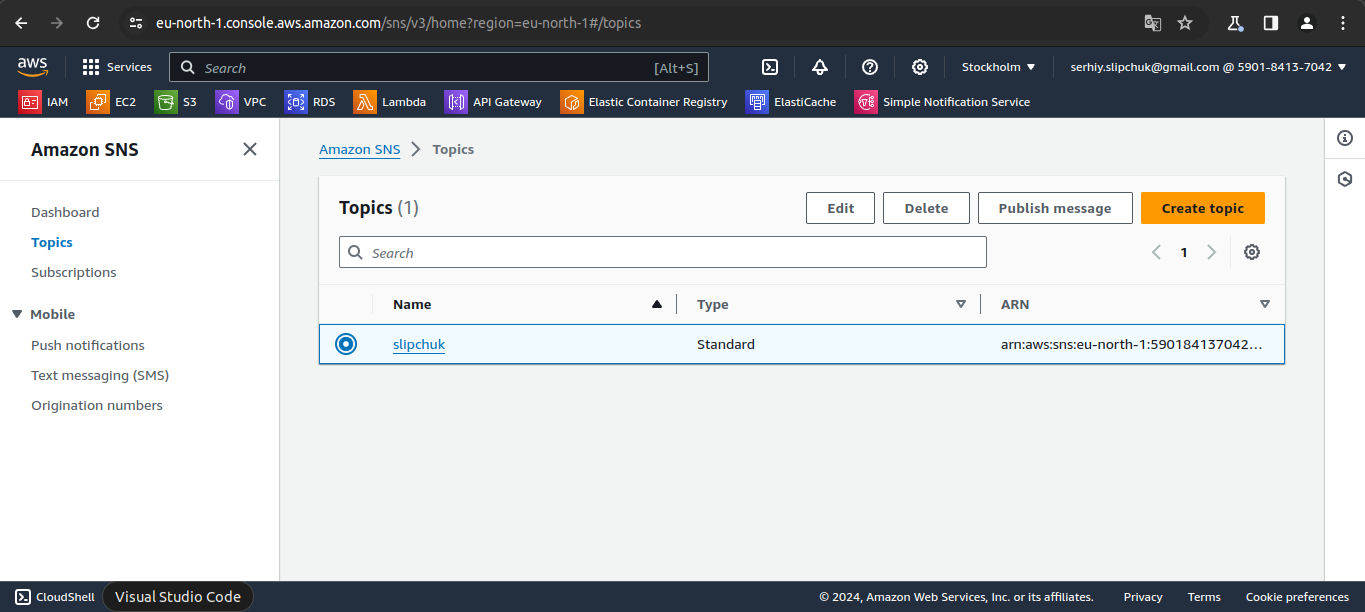 eu-north-1.console.aws.amazon.com/sns/v3/home?region=eu-north-1#/topics
aws Services Search [Alt+S] Stockholm serhiy.slipchuk@gmail.com @ 5901-8413-7042
IAM EC2 S3 VPC RDS Lambda API Gateway Elastic Container Registry ElastiCache Simple Notification Service
Amazon SNS
Dashboard
Topics
Subscriptions
Mobile
Push notifications
Text messaging (SMS)
Origination numbers
Amazon SNS Topics
Topics (1) Edit Delete Publish message Create topic
Search 1
Name Type ARN
slipchuk Standard arn:aws:sns:eu-north-1:590184137042...
CloudShell Visual Studio Code © 2024, Amazon Web Services, Inc. or its affiliates. Privacy Terms Cookie preferences